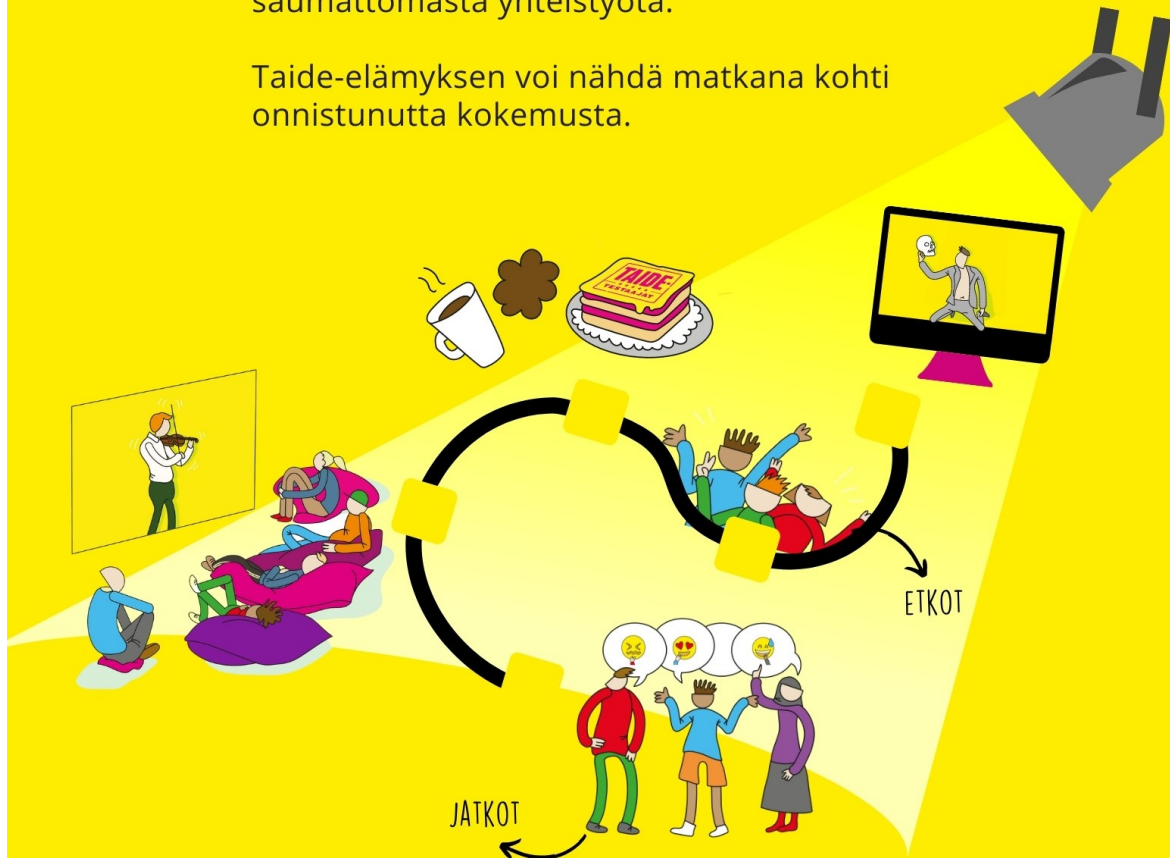 saumattomasta yhteistyötä.
Taide-elämyksen voi nähdä matkana kohti
onnistunutta kokemusta.
TAIDE-
TESTAAJAT
ETKOT
JATKOT